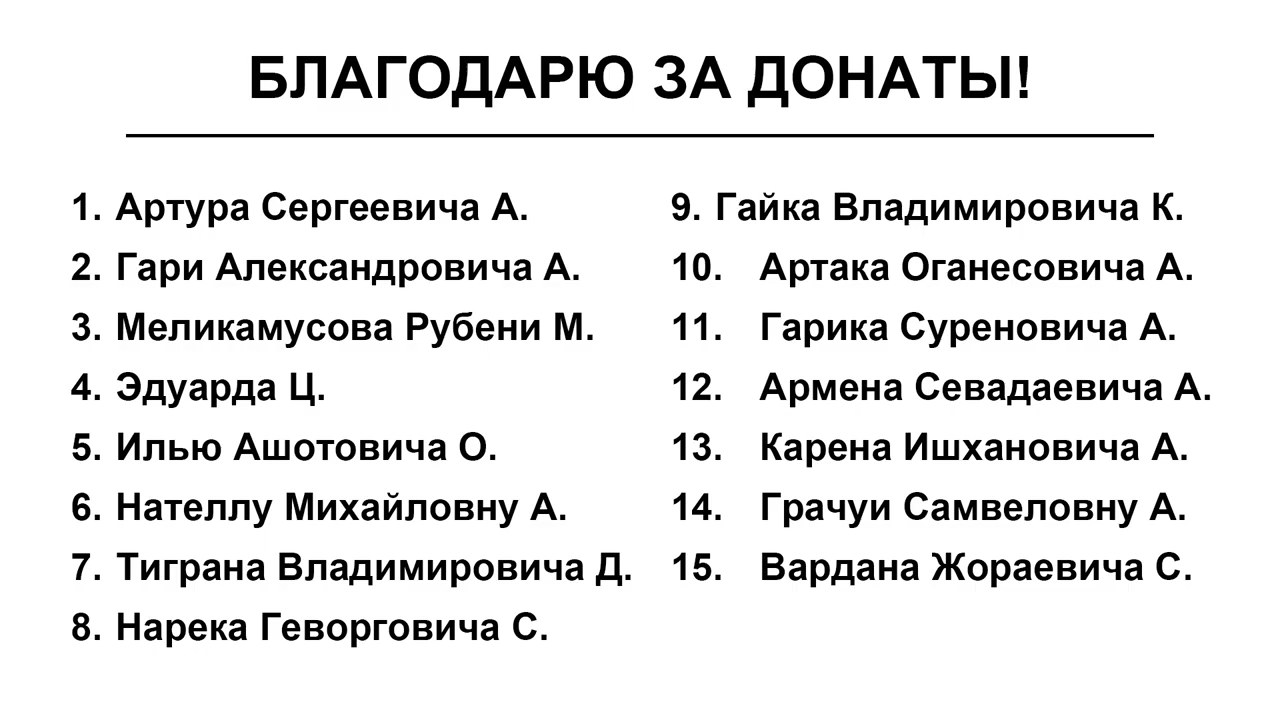 БЛАГОДАРЮ ЗА ДОНАТЫ!
1. Артура Сергеевича А.
2. Гари Александровича А.
3. Меликамусова Рубени М.
4. Эдуарда Ц.
5. Илью Ашотовича О.
6. Нателлу Михайловну А.
7. Тиграна Владимировича Д.
8. Нарека Геворговича С.
9. Гайка Владимировича К.
10. Артака Оганесовича А.
11. Гарика Суреновича А.
12. Армена Севадаевича А.
13. Карена Ишхановича А.
14. Грачуи Самвеловну А.
15. Вардана Жораевича С.